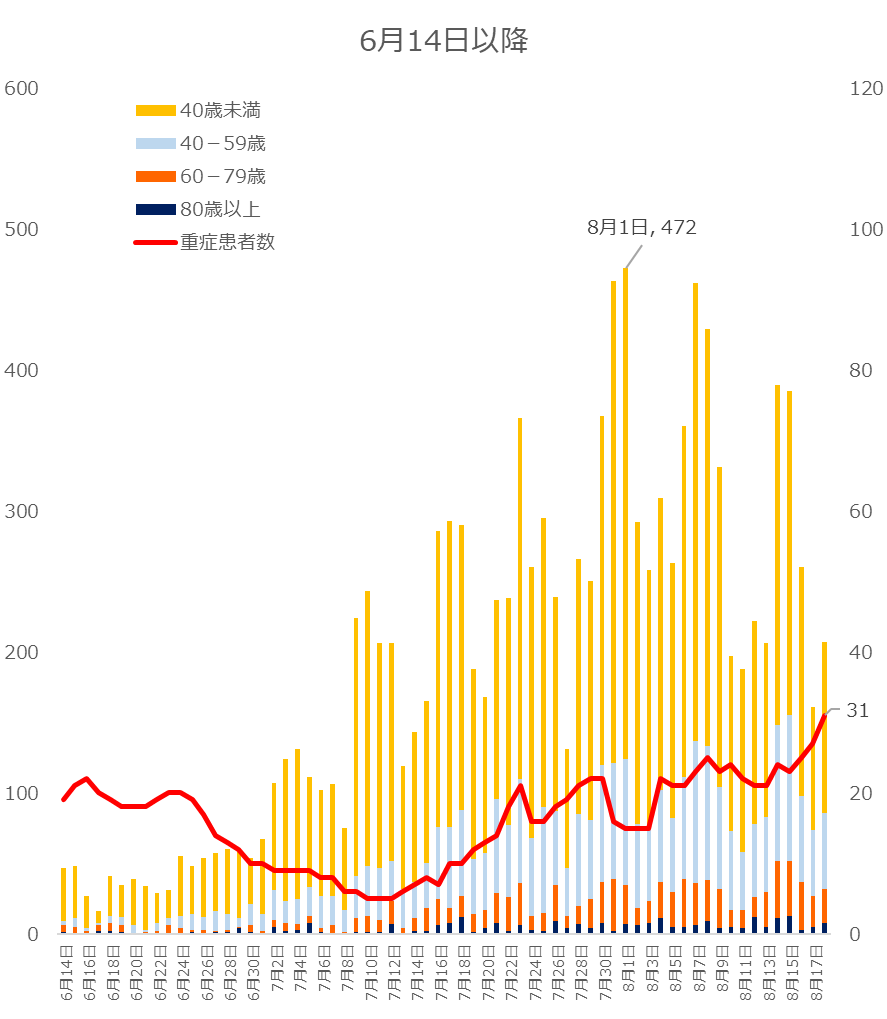 6月14日以降
600
500
400
300
200
100
0
120
100
80
60
40
20
0
40歳未満
40－59歳
60－79歳
80歳以上
重症患者数
8月1日, 472
31
6月14日
6月16日
6月18日
6月20日
6月22日
6月24日
6月26日
6月28日
6月30日
7月2日
7月4日
7月6日
7月8日
7月10日
7月12日
7月14日
7月16日
7月18日
7月20日
7月22日
7月24日
7月26日
7月28日
7月30日
8月1日
8月3日
8月5日
8月7日
8月9日
8月11日
8月13日
8月15日
8月17日